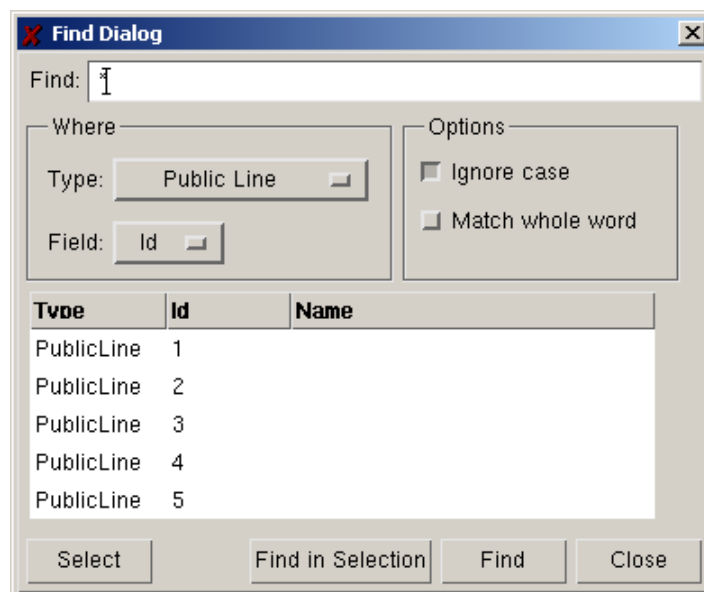 Find Dialog
Find: *
Where
Options
Type: Public Line
Ignore case
Field: Id
Match whole word
Type Id Name
PublicLine 1
PublicLine 2
PublicLine 3
PublicLine 4
PublicLine 5
Select Find in Selection Find Close